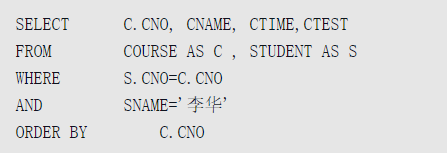 SELECT C.CNO, CNAME, CTIME,CTEST
FROM COURSE AS C , STUDENT AS S
WHERE S.CNO=C.CNO
AND SNAME='李华'
ORDER BY C.CNO